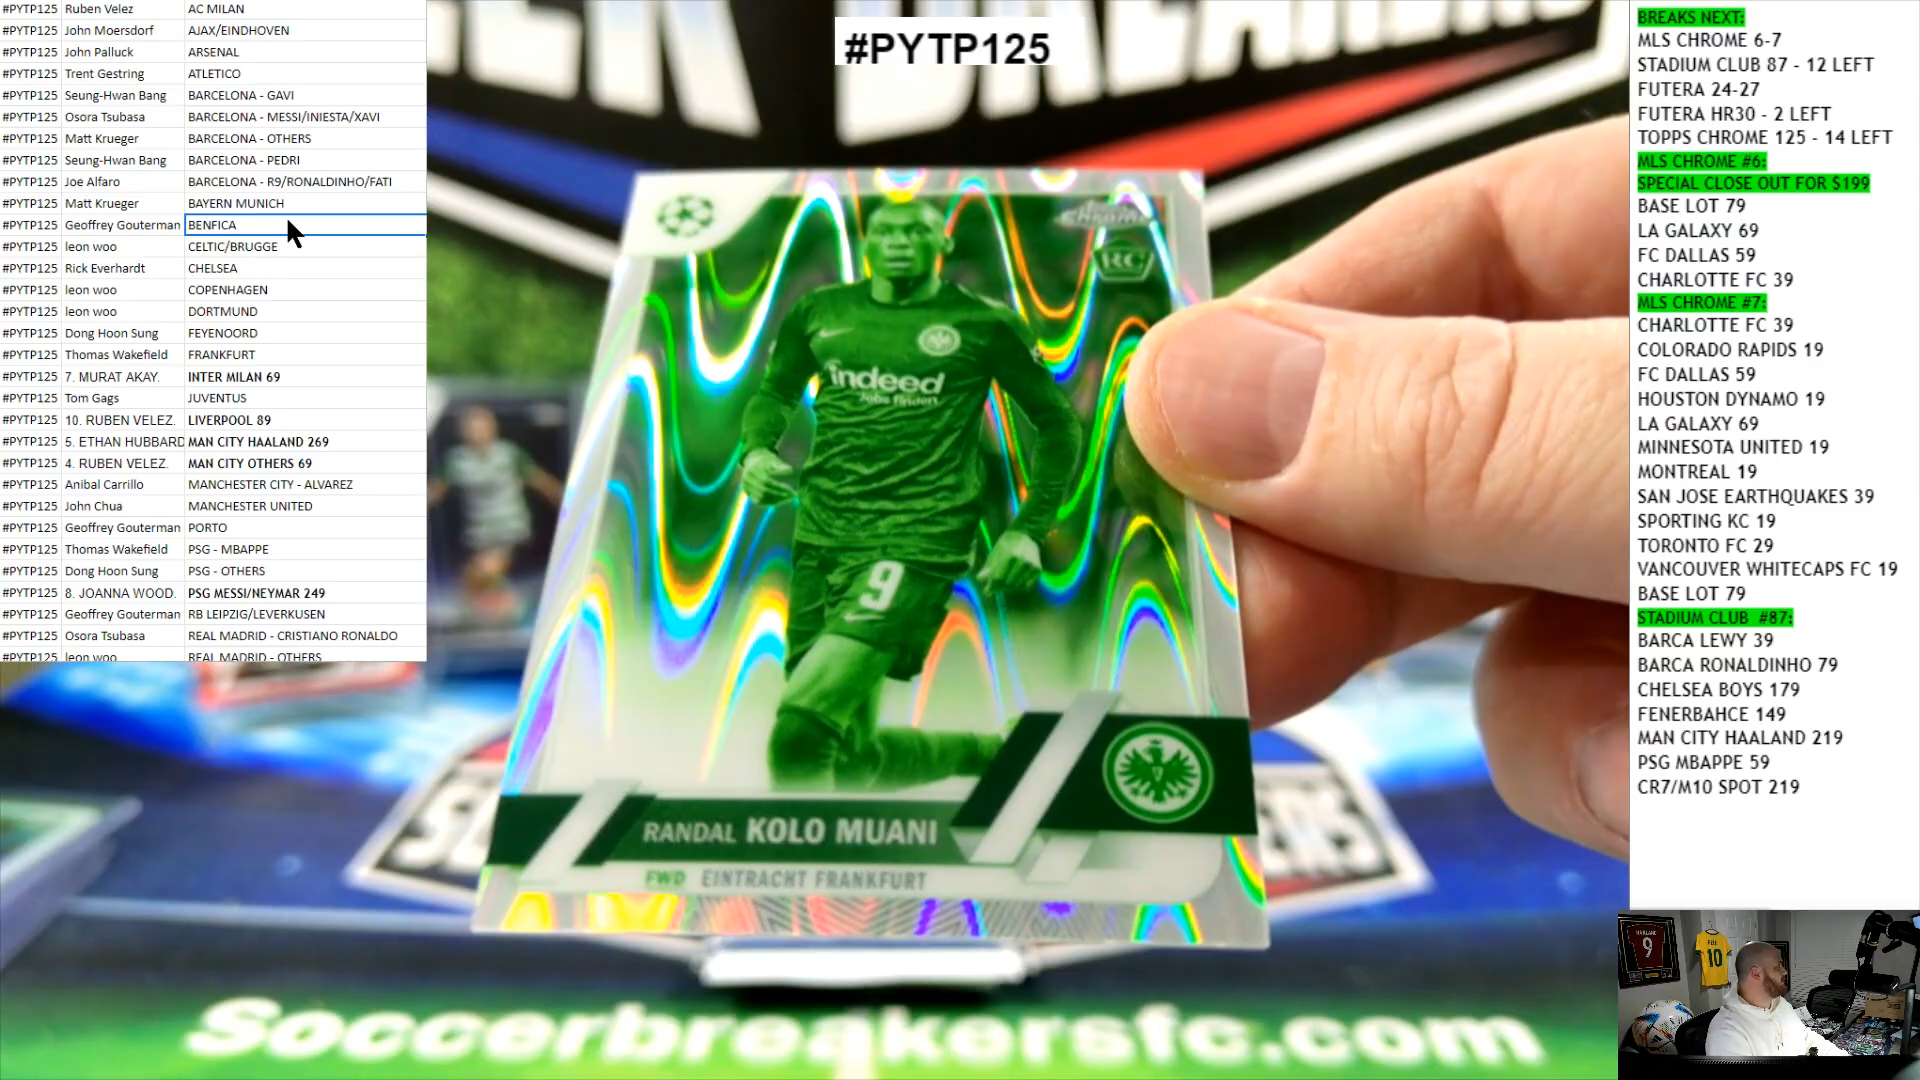 #PYTP125 Ruben Velez AC MILAN
#PYTP125 John Moersdorf AJAX/EINDHOVEN
#PYTP125 John Palluck ARSENAL
#PYTP125 Trent Gestring ATLETICO
#PYTP125 Seung-Hwan Bang BARCELONA - GAVI
#PYTP125 Osora Tsubasa BARCELONA - MESSI/INIESTA/XAVI
#PYTP125 Matt Krueger BARCELONA - OTHERS
#PYTP125 Seung-Hwan Bang BARCELONA - PEDRI
#PYTP125 Joe Alfaro BARCELONA - R9/RONALDINHO/FATI
#PYTP125 Matt Krueger BAYERN MUNICH
#PYTP125 Geoffrey Gouterman BENFICA
#PYTP125 leon woo CELTIC/BRUGGE
#PYTP125 Rick Everhardt CHELSEA
#PYTP125 leon woo COPENHAGEN
#PYTP125 leon woo DORTMUND
#PYTP125 Dong Hoon Sung FEYENOORD
#PYTP125 Thomas Wakefield FRANKFURT
#PYTP125 7. MURAT AKAY. INTER MILAN 69
#PYTP125 Tom Gags JUVENTUS
#PYTP125 10. RUBEN VELEZ. LIVERPOOL 89
#PYTP125 5. ETHAN HUBBARD MAN CITY HAALAND 269
#PYTP125 4. RUBEN VELEZ. MAN CITY OTHERS 69
#PYTP125 Anibal Carrillo MANCHESTER CITY - ALVAREZ
#PYTP125 John Chua MANCHESTER UNITED
#PYTP125 Geoffrey Gouterman PORTO
#PYTP125 Thomas Wakefield PSG - MBAPPE
#PYTP125 Dong Hoon Sung PSG - OTHERS
#PYTP125 8. JOANNA WOOD. PSG MESSI/NEYMAR 249
#PYTP125 Geoffrey Gouterman RB LEIPZIG/LEVERKUSEN
#PYTP125 Osora Tsubasa REAL MADRID - CRISTIANO RONALDO
#PYTP125 leon woo REAL MADRID - OTHERS
#PYTP125
Chrome
RC
indeed
Jobs finden.
9
RANDAL KOLO MUANI
FWD EINTRACHT FRANKFURT
Soccerbreakersfc.com
BREAKS NEXT:
MLS CHROME 6-7
STADIUM CLUB 87 - 12 LEFT
FUTERA 24-27
FUTERA HR30 - 2 LEFT
TOPPS CHROME 125 - 14 LEFT
MLS CHROME #6:
SPECIAL CLOSE OUT FOR $199
BASE LOT 79
LA GALAXY 69
FC DALLAS 59
CHARLOTTE FC 39
MLS CHROME #7:
CHARLOTTE FC 39
COLORADO RAPIDS 19
FC DALLAS 59
HOUSTON DYNAMO 19
LA GALAXY 69
MINNESOTA UNITED 19
MONTREAL 19
SAN JOSE EARTHQUAKES 39
SPORTING KC 19
TORONTO FC 29
VANCOUVER WHITECAPS FC 19
BASE LOT 79
STADIUM CLUB #87:
BARCA LEWY 39
BARCA RONALDINHO 79
CHELSEA BOYS 179
FENERBAHCE 149
MAN CITY HAALAND 219
PSG MBAPPE 59
CR7/M10 SPOT 219
HAALAND
9
10